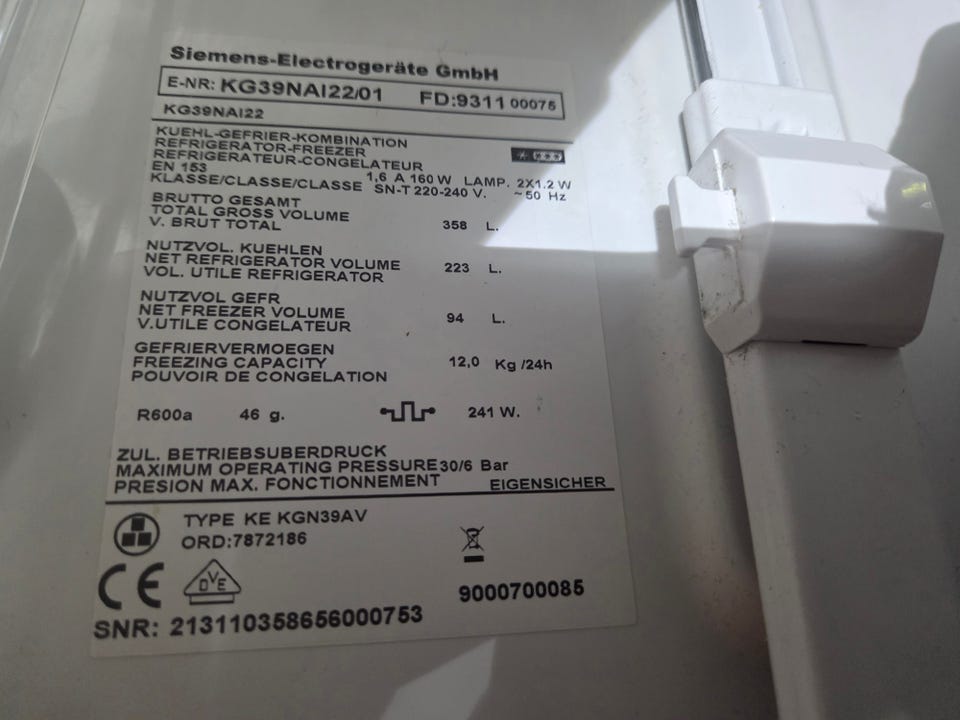 Siemens-Electrogeräte GmbH
E-NR: KG39NAI22/01 FD:9311 00075
KG39NAI22
KUEHL-GEFRIER-KOMBINATION
REFRIGERATOR-FREEZER
REFRIGERATEUR-CONGELATEUR
EN 153 1,6 A 160 W LAMP. 2X1.2 W
KLASSE/CLASSE/CLASSE SN-T 220-240 V. ~50 Hz
BRUTTO GESAMT
TOTAL GROSS VOLUME 358 L.
V. BRUT TOTAL
NUTZVOL. KUEHLEN
NET REFRIGERATOR VOLUME 223 L.
VOL. UTILE REFRIGERATOR
NUTZVOL GEFR
NET FREEZER VOLUME 94 L.
V.UTILE CONGELATEUR
GEFRIERVERMOEGEN
FREEZING CAPACITY 12,0 Kg /24h
POUVOIR DE CONGELATION
R600a 46 g. 241 W.
ZUL. BETRIEBSUBERDRUCK
MAXIMUM OPERATING PRESSURE 30/6 Bar
PRESION MAX. FONCTIONNEMENT EIGENSICHER
TYPE KE KGN39AV
ORD:7872186
CE DVE 9000700085
SNR: 213110358656000753